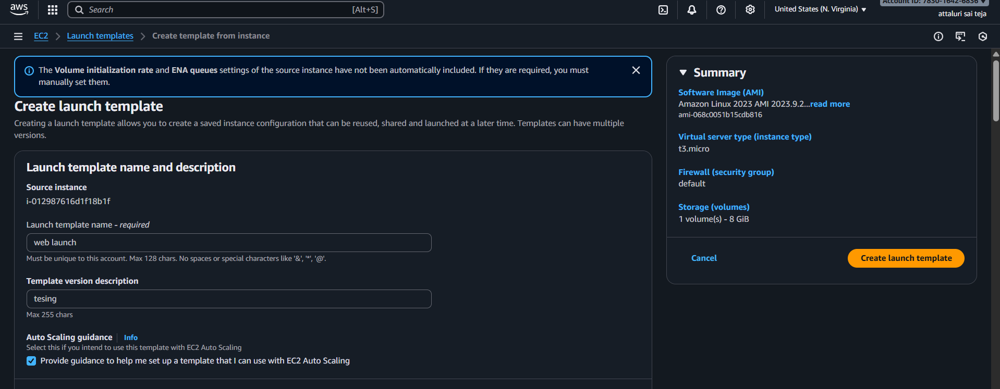 aws
Search [Alt+S]
United States (N. Virginia)
Account ID: 7830-1642-6836
attaluri sai teja
EC2 Launch templates Create template from instance
The Volume initialization rate and ENA queues settings of the source instance have not been automatically included. If they are required, you must
manually set them.
Create launch template
Creating a launch template allows you to create a saved instance configuration that can be reused, shared and launched at a later time. Templates can have multiple
versions.
Launch template name and description
Source instance
i-012987616d1f18b1f
Launch template name - required
web launch
Must be unique to this account. Max 128 chars. No spaces or special characters like '&', '*', '@'.
Template version description
tesing
Max 255 chars
Auto Scaling guidance Info
Select this if you intend to use this template with EC2 Auto Scaling
Provide guidance to help me set up a template that I can use with EC2 Auto Scaling
Summary
Software Image (AMI)
Amazon Linux 2023 AMI 2023.9.2...read more
ami-068c0051b15cdb816
Virtual server type (instance type)
t3.micro
Firewall (security group)
default
Storage (volumes)
1 volume(s) - 8 GiB
Cancel Create launch template